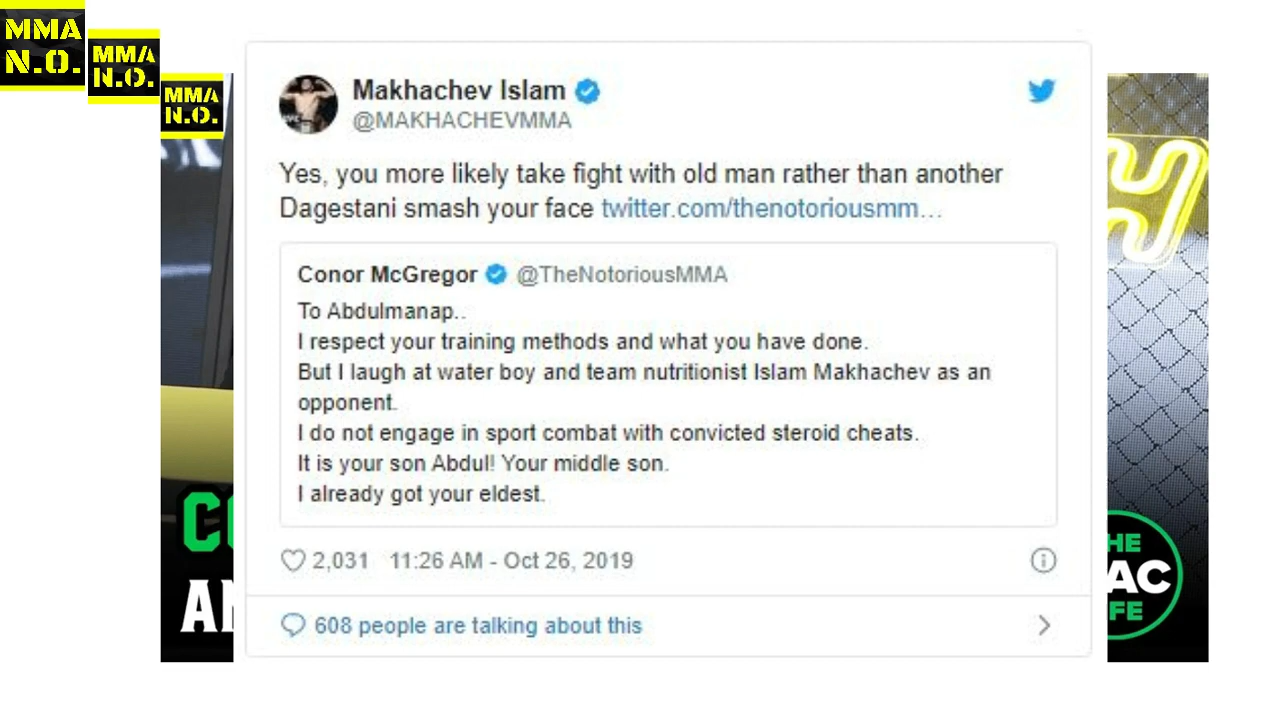 MMA
N.O.
MMA
N.O.
MMA
N.O.
Makhachev Islam
@MAKHACHEVMMA
Yes, you more likely take fight with old man rather than another
Dagestani smash your face twitter.com/thenotoriousmm...
Conor McGregor @TheNotoriousMMA
To Abdulmanap..
I respect your training methods and what you have done.
But I laugh at water boy and team nutritionist Islam Makhachev as an
opponent.
I do not engage in sport combat with convicted steroid cheats.
It is your son Abdul! Your middle son.
I already got your eldest.
2,031 11:26 AM - Oct 26, 2019
608 people are talking about this